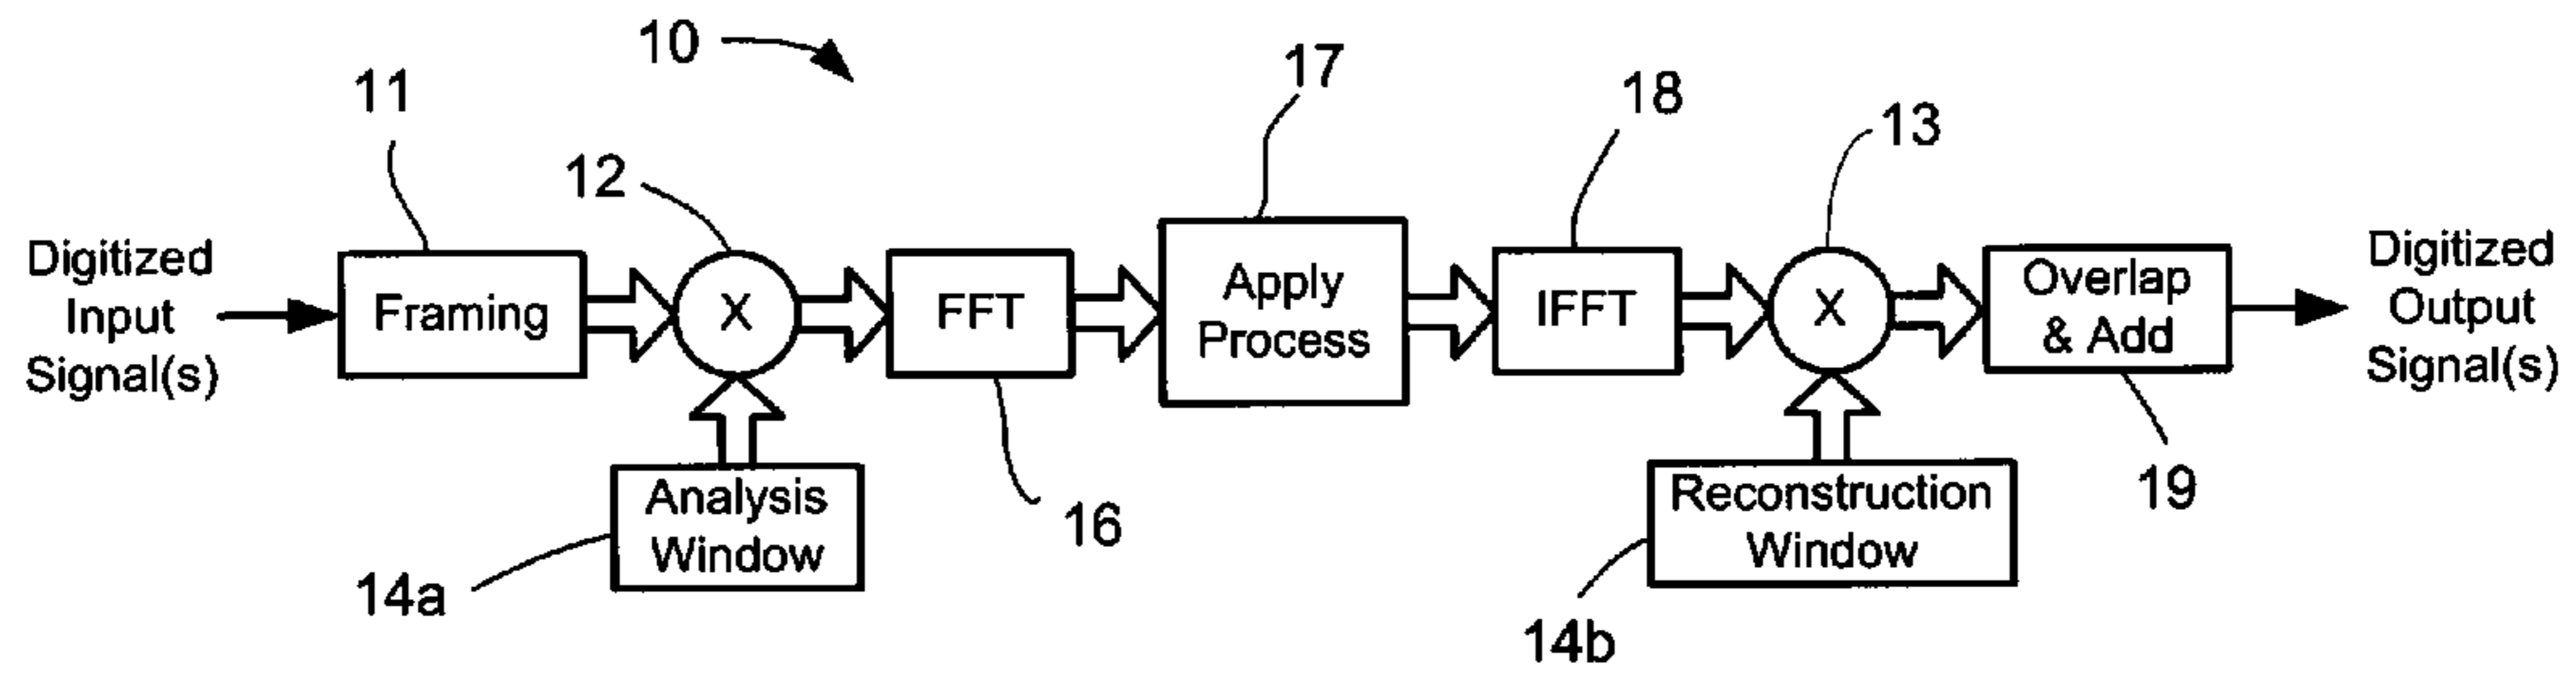 10
11
12
17
18
13
Digitized
Input
Signal(s)
Framing
X
FFT
Apply
Process
IFFT
X
Overlap
& Add
Digitized
Output
Signal(s)
Analysis
Window
14a
16
Reconstruction
Window
14b
19